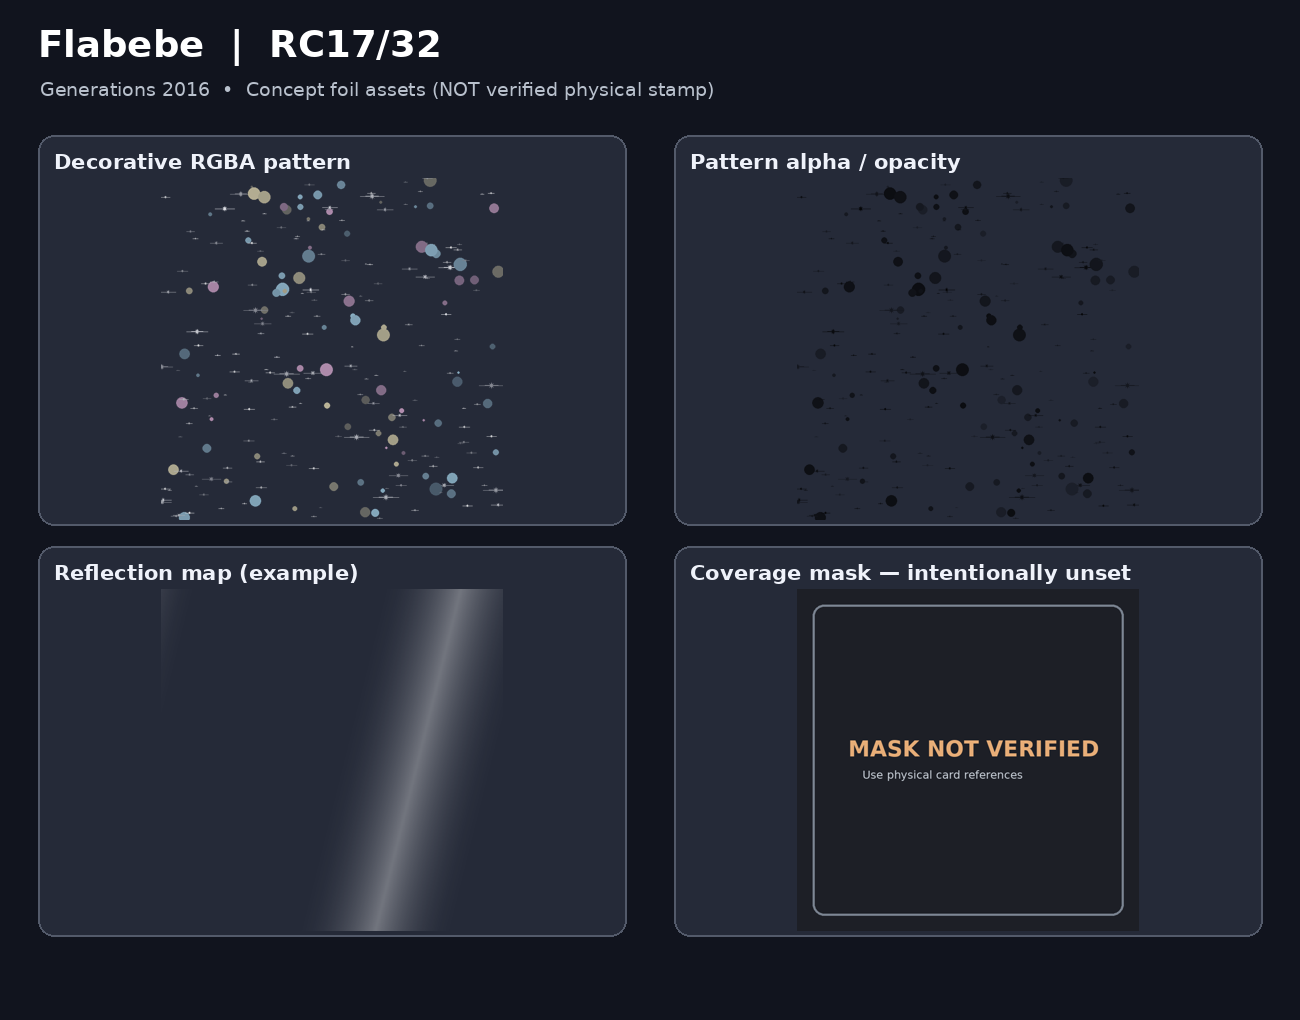 Flabebe | RC17/32
Generations 2016 • Concept foil assets (NOT verified physical stamp)
Decorative RGBA pattern
Pattern alpha / opacity
Reflection map (example)
Coverage mask — intentionally unset
MASK NOT VERIFIED
Use physical card references